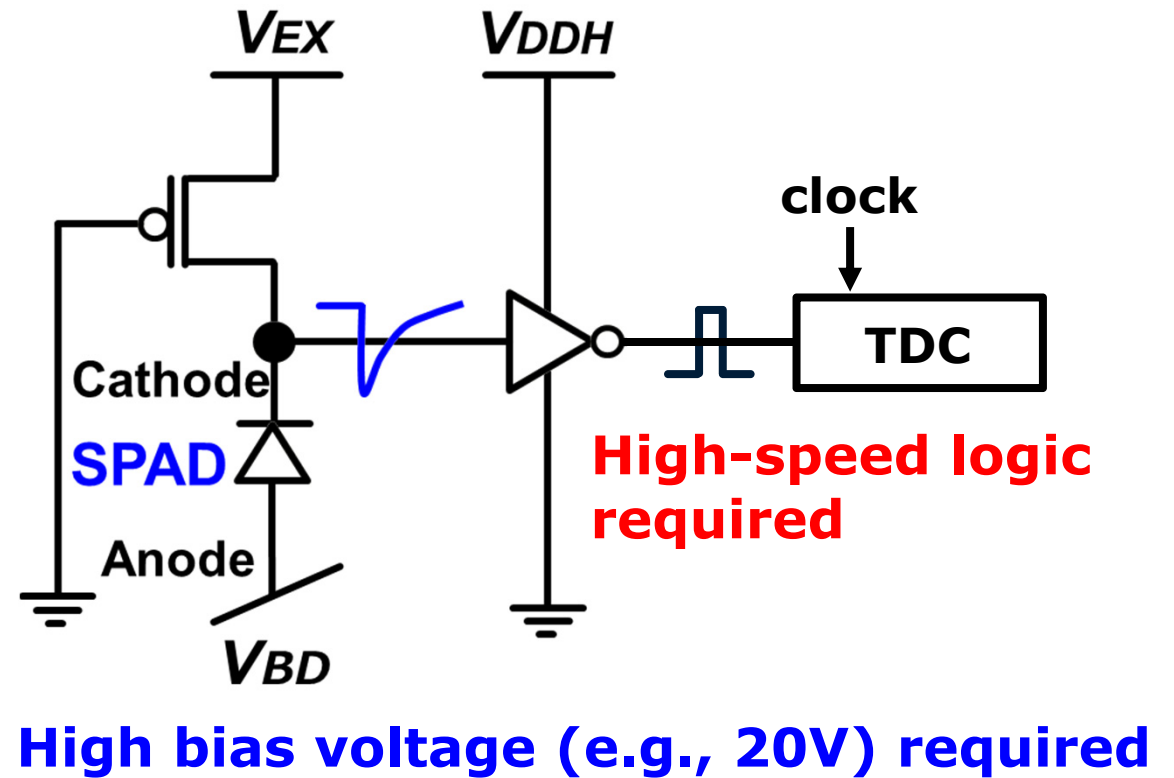 VEX
VDDH
clock
TDC
Cathode
SPAD
High-speed logic
required
Anode
VBD
High bias voltage (e.g., 20V) required